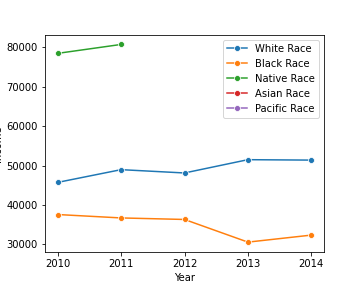 80000
70000
60000
50000
40000
30000
2010
2011
2012
2013
2014
Year
White Race
Black Race
Native Race
Asian Race
Pacific Race